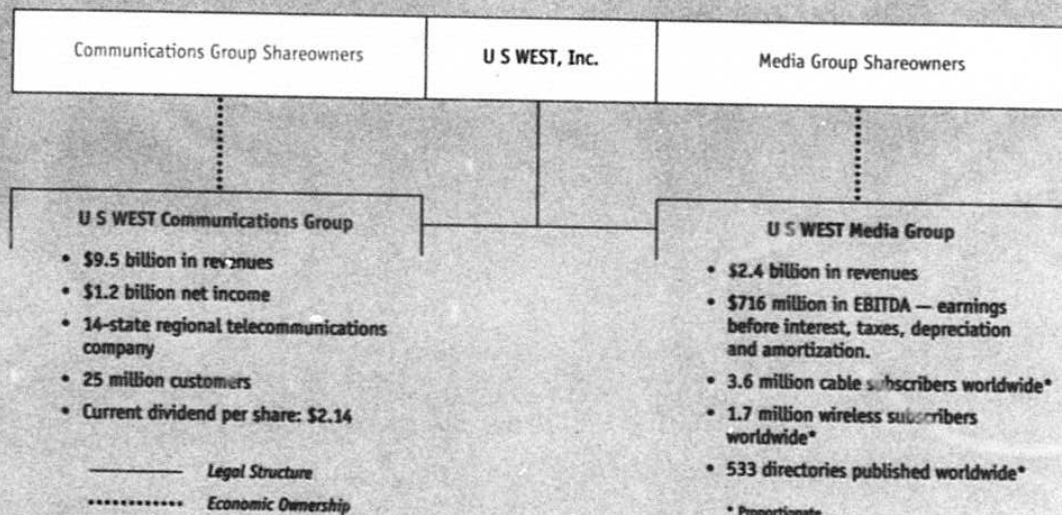 Communications Group Shareowners
U S WEST, Inc.
Media Group Shareowners
U S WEST Communications Group
• $9.5 billion in revenues
• $1.2 billion net income
• 14-state regional telecommunications
company
• 25 million customers
• Current dividend per share: $2.14
Legal Structure
Economic Ownership
U S WEST Media Group
• $2.4 billion in revenues
• $716 million in EBITDA — earnings
before interest, taxes, depreciation
and amortization.
• 3.6 million cable subscribers worldwide*
• 1.7 million wireless subscribers
worldwide*
• 533 directories published worldwide*
* Proportionate